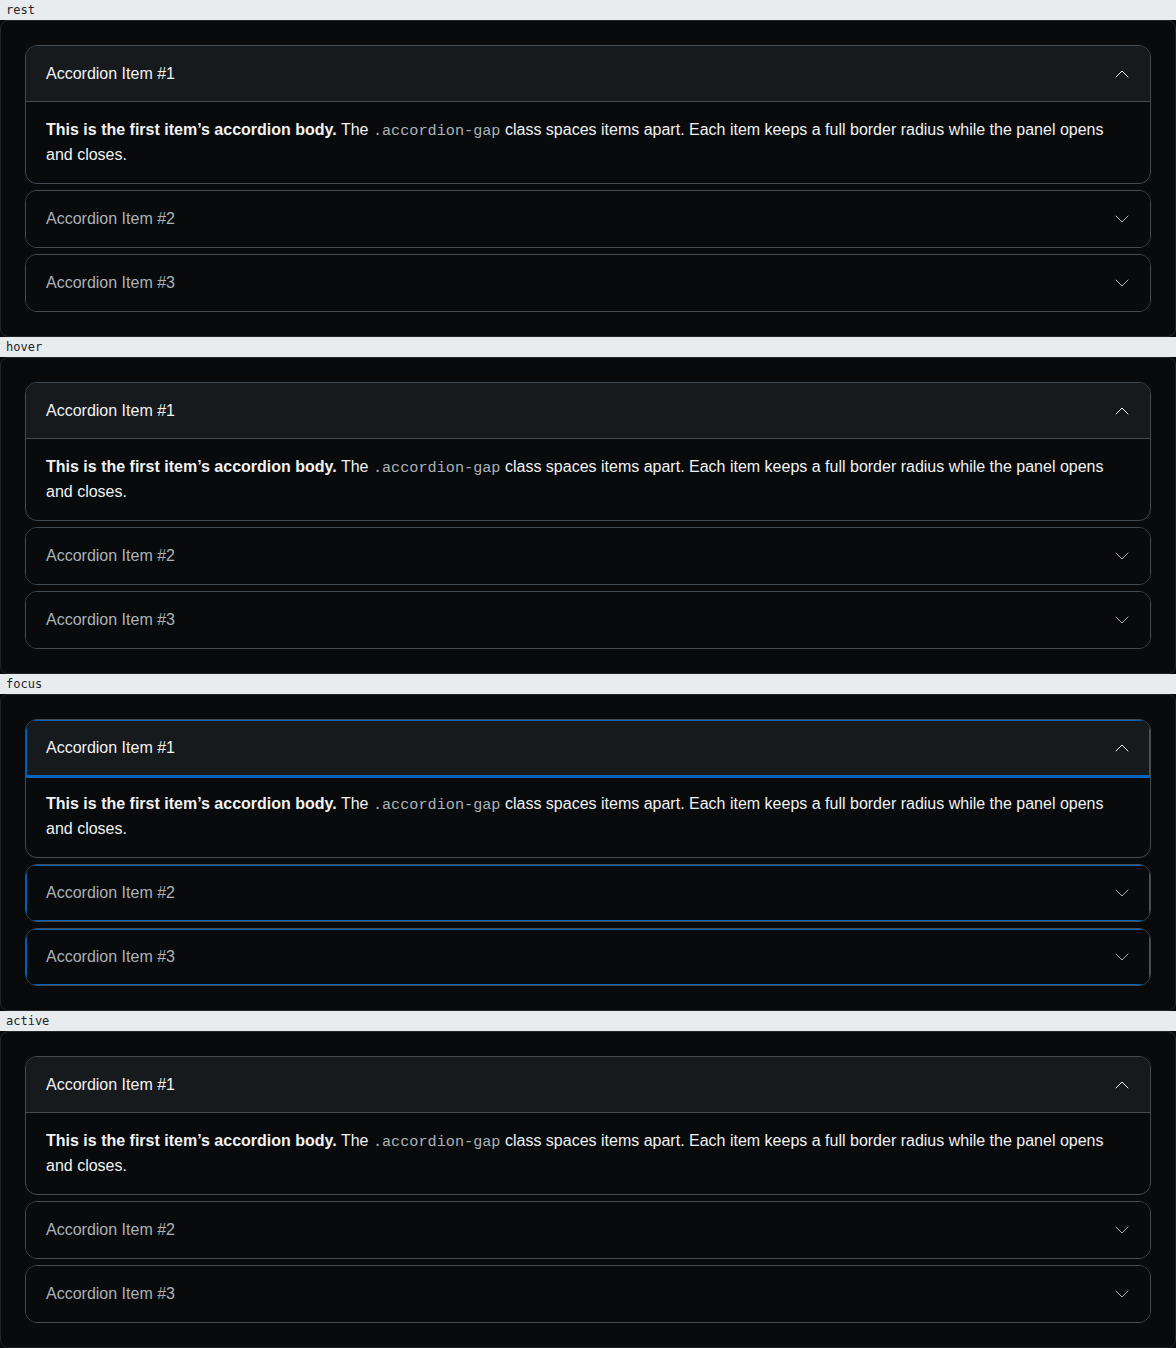 rest
Accordion Item #1
This is the first item’s accordion body. The .accordion-gap class spaces items apart. Each item keeps a full border radius while the panel opens
and closes.
Accordion Item #2
Accordion Item #3
hover
Accordion Item #1
This is the first item’s accordion body. The .accordion-gap class spaces items apart. Each item keeps a full border radius while the panel opens
and closes.
Accordion Item #2
Accordion Item #3
focus
Accordion Item #1
This is the first item’s accordion body. The .accordion-gap class spaces items apart. Each item keeps a full border radius while the panel opens
and closes.
Accordion Item #2
Accordion Item #3
active
Accordion Item #1
This is the first item’s accordion body. The .accordion-gap class spaces items apart. Each item keeps a full border radius while the panel opens
and closes.
Accordion Item #2
Accordion Item #3